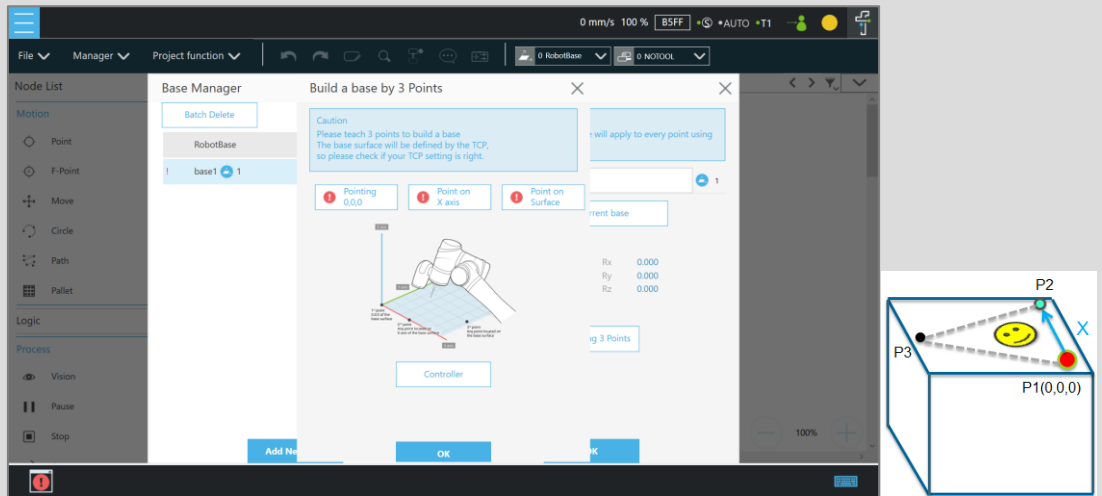 0 mm/s 100 % B5FF •Ⓢ •AUTO •T1
File Manager Project function 0 RobotBase 0 NOTOOL
Node List
Motion
Point
F-Point
Move
Circle
Path
Pallet
Logic
Process
Vision
Pause
Stop
Base Manager
Batch Delete
RobotBase
! base1 1
Add Ne
Build a base by 3 Points
Caution
Please teach 3 points to build a base
The base surface will be defined by the TCP,
so please check if your TCP setting is right.
Pointing
0,0,0
Point on
X axis
Point on
Surface
Controller
OK
e will apply to every point using
1
rrent base
Rx 0.000
Ry 0.000
Rz 0.000
ng 3 Points
OK
100%
P2
X
P3
P1(0,0,0)